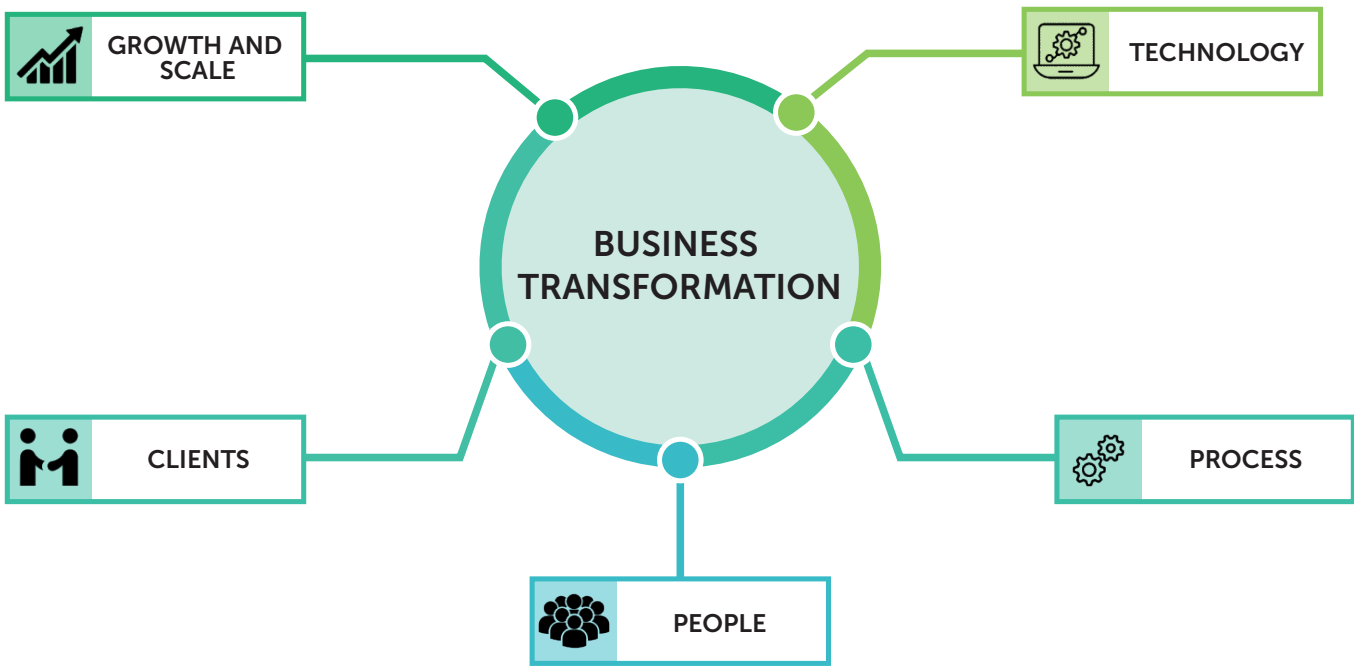 GROWTH AND
SCALE
TECHNOLOGY
BUSINESS
TRANSFORMATION
CLIENTS
PROCESS
PEOPLE